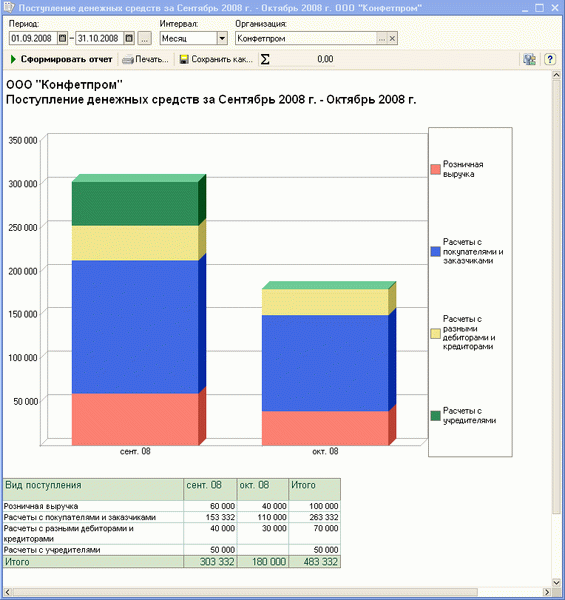 Поступление денежных средств за Сентябрь 2008 г. - Октябрь 2008 г. ООО "Конфетпром"
Период: Интервал: Организация:
01.09.2008 – 31.10.2008 ... Месяц Конфетпром ... ×
Сформировать отчет Печать... Сохранить как... Σ 0,00 ?
ООО "Конфетпром"
Поступление денежных средств за Сентябрь 2008 г. - Октябрь 2008 г.
350 000
300 000
250 000
200 000
150 000
100 000
50 000
сент. 08 окт. 08
Розничная
выручка
Расчеты с
покупателями и
заказчиками
Расчеты с
разными
дебиторами и
кредиторами
Расчеты с
учредителями
Вид поступления сент. 08 окт. 08 Итого
Розничная выручка 60 000 40 000 100 000
Расчеты с покупателями и заказчиками 153 332 110 000 263 332
Расчеты с разными дебиторами и 40 000 30 000 70 000
кредиторами
Расчеты с учредителями 50 000 50 000
Итого 303 332 180 000 483 332